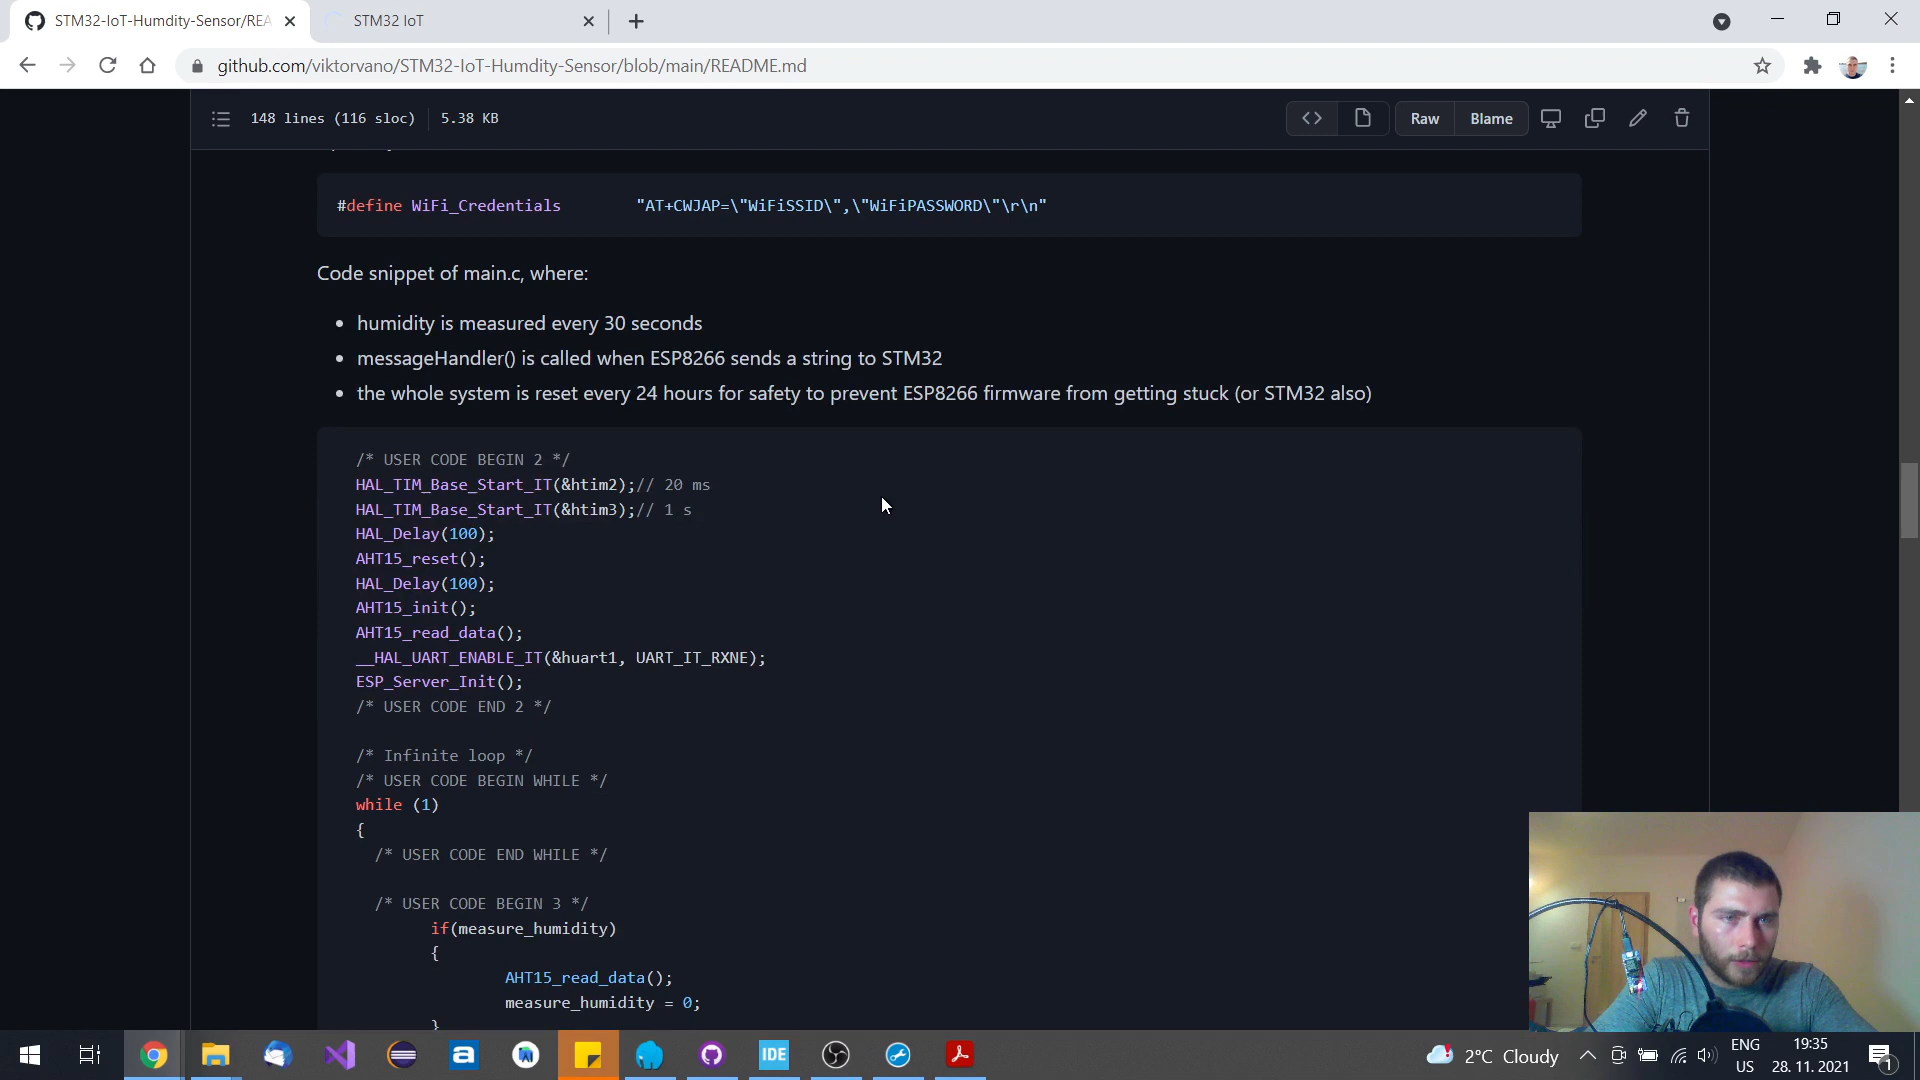 STM32-IoT-Humdity-Sensor/REA
STM32 IoT
github.com/viktorvano/STM32-IoT-Humdity-Sensor/blob/main/README.md
148 lines (116 sloc) 5.38 KB
Raw Blame
#define WiFi_Credentials "AT+CWJAP=\"WiFiSSID\",\"WiFiPASSWORD\"\r\n"
Code snippet of main.c, where:
• humidity is measured every 30 seconds
• messageHandler() is called when ESP8266 sends a string to STM32
• the whole system is reset every 24 hours for safety to prevent ESP8266 firmware from getting stuck (or STM32 also)
/* USER CODE BEGIN 2 */
HAL_TIM_Base_Start_IT(&htim2);// 20 ms
HAL_TIM_Base_Start_IT(&htim3);// 1 s
HAL_Delay(100);
AHT15_reset();
HAL_Delay(100);
AHT15_init();
AHT15_read_data();
__HAL_UART_ENABLE_IT(&huart1, UART_IT_RXNE);
ESP_Server_Init();
/* USER CODE END 2 */
/* Infinite loop */
/* USER CODE BEGIN WHILE */
while (1)
{
/* USER CODE END WHILE */
/* USER CODE BEGIN 3 */
if(measure_humidity)
{
AHT15_read_data();
measure_humidity = 0;
}
IDE
2°C Cloudy
ENG
US
19:35
28. 11. 2021
1